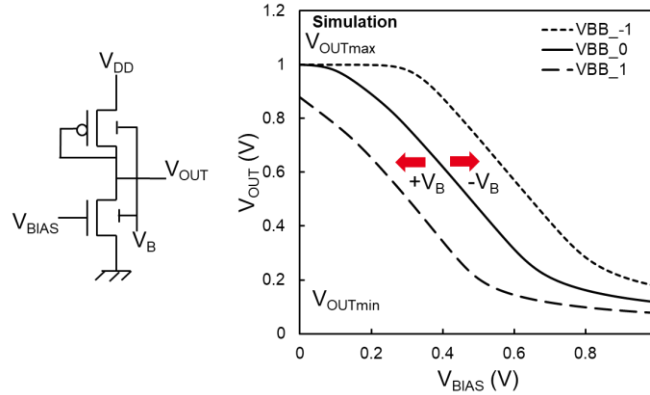 V_DD
V_OUT
V_BIAS
V_B
Simulation
V_OUTmax
VBB_-1
VBB_0
VBB_1
+V_B
-V_B
V_OUTmin
V_OUT (V)
1.2
1
0.8
0.6
0.4
0.2
0
0 0.2 0.4 0.6 0.8
V_BIAS (V)